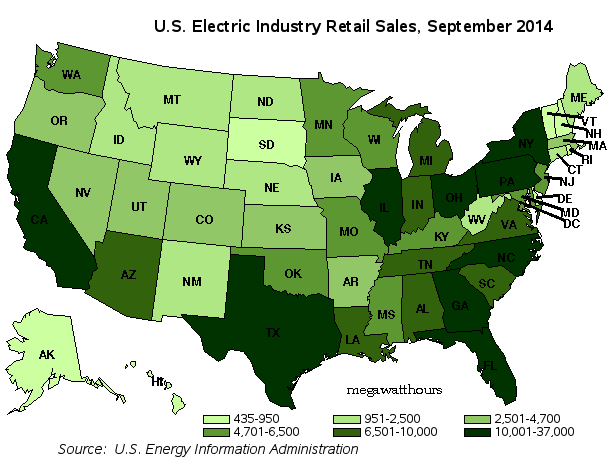 U.S. Electric Industry Retail Sales, September 2014
WA
MT
ND
MN
ME
VT
NH
MA
RI
CT
OR
ID
SD
WI
MI
NY
WY
NE
IA
PA
NJ
NV
UT
CO
KS
IL
IN
OH
WV
VA
DE
MD
DC
CA
MO
KY
AZ
NM
OK
AR
TN
NC
SC
TX
LA
MS
AL
GA
FL
AK
HI
megawatthours
435-950 951-2,500 2,501-4,700
4,701-6,500 6,501-10,000 10,001-37,000
Source: U.S. Energy Information Administration